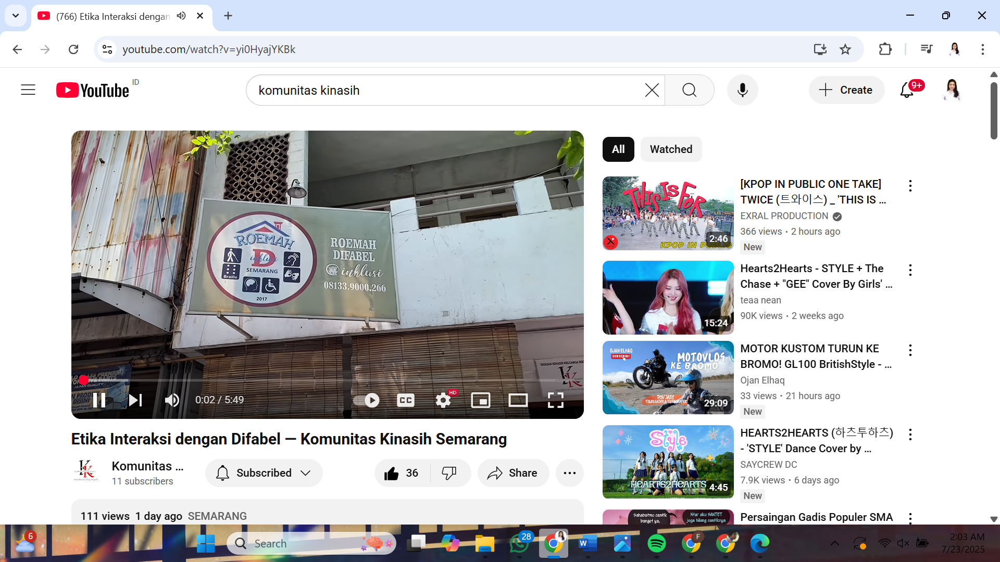 (766) Etika Interaksi dengan
youtube.com/watch?v=yi0HyajYKBk
YouTube ID
komunitas kinasih
Create
9+
ROEMAH
D
inklusi
SEMARANG
Braille
2017
ROEMAH
DIFABEL
inklusi
08133.9000.266
0:02 / 5:49
CC
HD
Etika Interaksi dengan Difabel — Komunitas Kinasih Semarang
Komunitas ...
11 subscribers
Subscribed
36
Share
111 views 1 day ago SEMARANG
All
Watched
THIS IS FOR
KPOP IN PUBLIC
2:46
[KPOP IN PUBLIC ONE TAKE]
TWICE (트와이스) _ 'THIS IS ...
EXRAL PRODUCTION
366 views • 2 hours ago
New
15:24
Hearts2Hearts - STYLE + The
Chase + "GEE" Cover By Girls' ...
teaa nean
90K views • 2 weeks ago
OJAN ELHAQ
SUBSCRIBE
MOTOVLOG
KE BROMO
POV JADI
TOURLEADER & FOTOGRAFER
29:09
MOTOR KUSTOM TURUN KE
BROMO! GL100 BritishStyle - ...
Ojan Elhaq
33 views • 21 hours ago
New
Style
HEARTS2HEARTS
4:45
HEARTS2HEARTS (하츠투하츠)
- 'STYLE' Dance Cover by ...
SAYCREW DC
7.9K views • 6 days ago
New
Sahabatmu cantik
banget ya,
Ntar aku SANTET
juga hilang cantiknya
Persaingan Gadis Populer SMA
6
Search
28
W
F
2:03 AM
7/23/2025